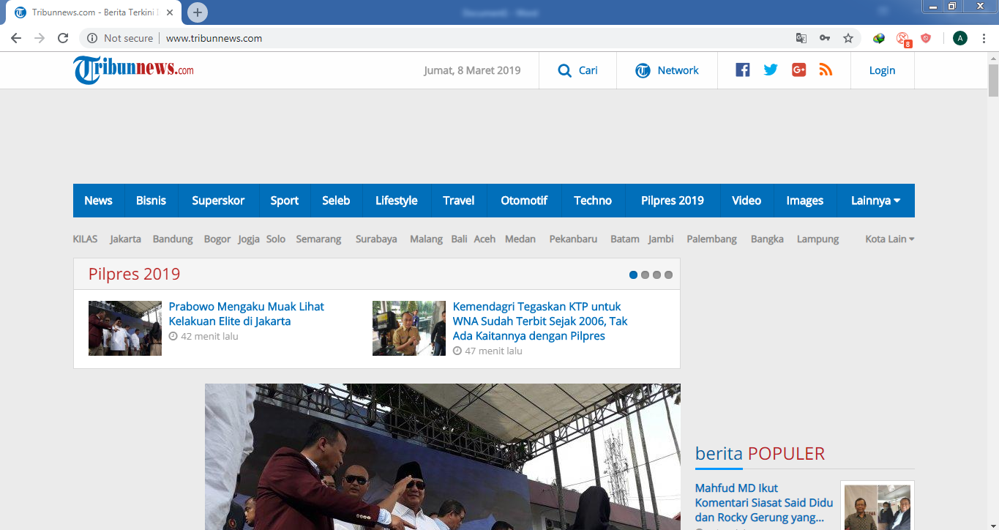 Tribunnews.com - Berita Terkini I
Document1 - Word
Not secure
www.tribunnews.com
8
A
Tribunnews.com
Jumat, 8 Maret 2019
Cari
Network
Login
News Bisnis Superskor Sport Seleb Lifestyle Travel Otomotif Techno Pilpres 2019 Video Images Lainnya
KILAS Jakarta Bandung Bogor Jogja Solo Semarang Surabaya Malang Bali Aceh Medan Pekanbaru Batam Jambi Palembang Bangka Lampung Kota Lain
Pilpres 2019
Prabowo Mengaku Muak Lihat
Kelakuan Elite di Jakarta
42 menit lalu
Kemendagri Tegaskan KTP untuk
WNA Sudah Terbit Sejak 2006, Tak
Ada Kaitannya dengan Pilpres
47 menit lalu
berita POPULER
Mahfud MD Ikut
Komentari Siasat Said Didu
dan Rocky Gerung yang...